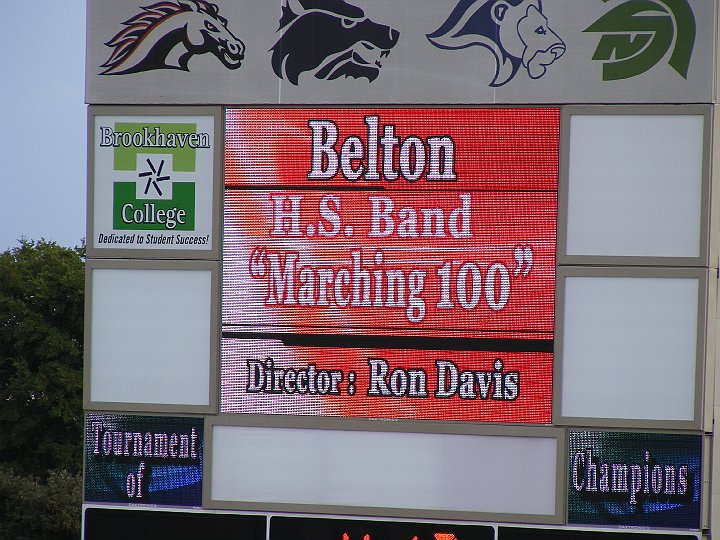 Brookhaven
College
Dedicated to Student Success!
Belton
H.S. Band
"Marching 100"
Director: Ron Davis
Tournament
of
Champions